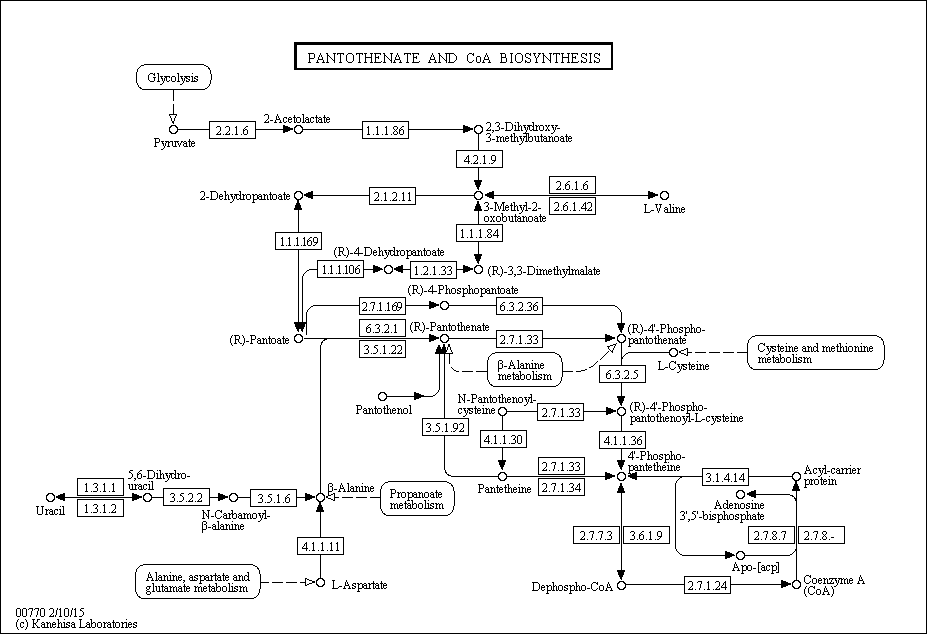 PANTOTHENATE AND CoA BIOSYNTHESIS
Glycolysis
2-Acetolactate
2.2.1.6
1.1.1.86
2,3-Dihydroxy-
3-methylbutanoate
Pyruvate
4.2.1.9
2.6.1.6
2-Dehydropantoate
2.1.2.11
2.6.1.42
3-Methyl-2-
oxobutanoate
L-Valine
1.1.1.84
1.1.1.169
(R)-4-Dehydropantoate
1.1.1.106
1.2.1.33
(R)-3,3-Dimethylmalate
(R)-4-Phosphopantoate
2.7.1.169
6.3.2.36
6.3.2.1
(R)-Pantothenate
(R)-4'-Phospho-
pantothenate
(R)-Pantoate
2.7.1.33
3.5.1.22
Cysteine and methionine
metabolism
β-Alanine
metabolism
L-Cysteine
6.3.2.5
Pantothenol
N-Pantothenoyl-
cysteine
2.7.1.33
(R)-4'-Phospho-
pantothenoyl-L-cysteine
3.5.1.92
4.1.1.30
4.1.1.36
4'-Phospho-
pantetheine
2.7.1.33
Pantetheine
2.7.1.34
3.1.4.14
Acyl-carrier
protein
5,6-Dihydro-
uracil
1.3.1.1
3.5.2.2
3.5.1.6
β-Alanine
Propanoate
metabolism
Uracil
1.3.1.2
N-Carbamoyl-
β-alanine
Adenosine
3',5'-bisphosphate
2.7.7.3
3.6.1.9
2.7.8.7
2.7.8.-
4.1.1.11
Apo-[acp]
Alanine, aspartate and
glutamate metabolism
L-Aspartate
Dephospho-CoA
2.7.1.24
Coenzyme A
(CoA)
00770 2/10/15
(c) Kanehisa Laboratories